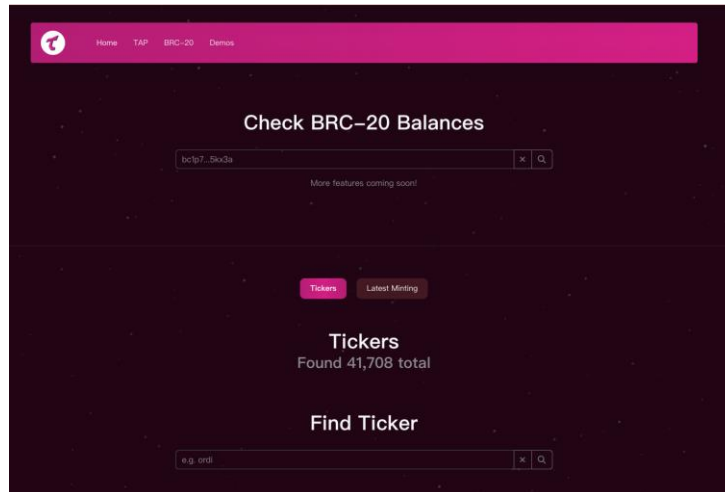 Home TAP BRC-20 Demos
Check BRC-20 Balances
bc1p7...5kx3a
More features coming soon!
Tickers Latest Minting
Tickers
Found 41,708 total
Find Ticker
e.g. ordi